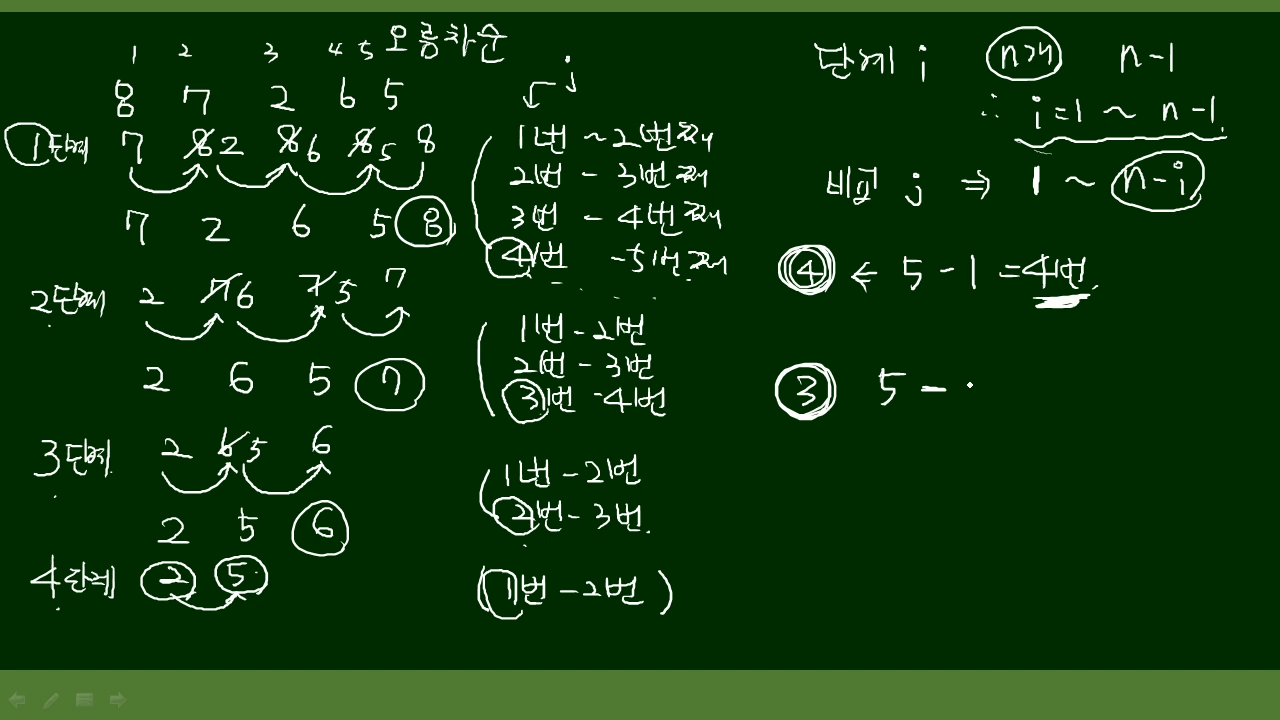 1 2 3 4 5 오름차순
8 7 2 6 5
1단계 7 8 2 8 6 8 5 8
7 2 6 5 8
2단계 2 7 6 7 5 7
2 6 5 7
3단계 2 6 5 6
2 5 6
4단계 2 5
j
1번 ~ 2번째
2번 - 3번째
3번 - 4번째
4번 - 5번째
1번 - 2번
2번 - 3번
3번 - 4번
1번 - 2번
2번 - 3번.
(1번 - 2번)
단계 i n개 n-1
∴ i=1 ~ n-1.
비교 j ⇒ 1 ~ n-i
④ ← 5 - 1 = 4번.
③ 5 -